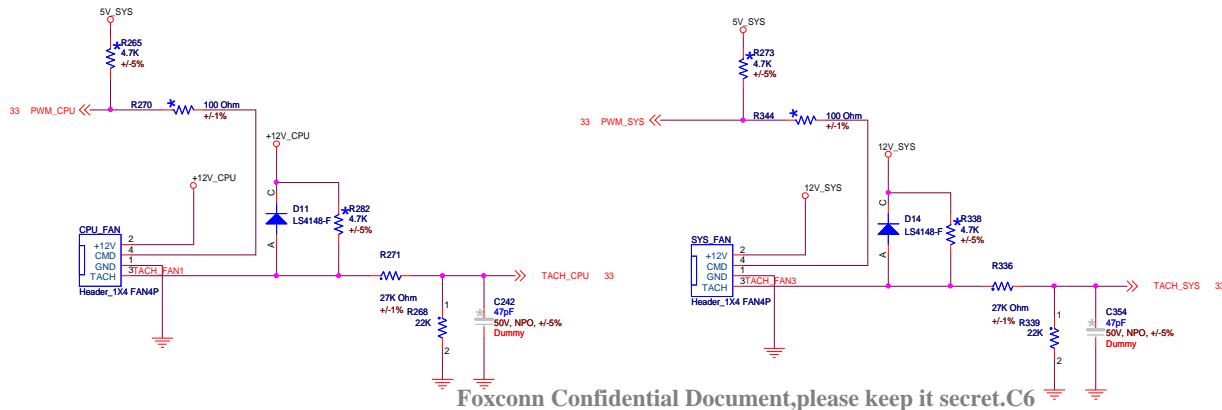 5V_SYS
*R265
4.7K
+/-5%
33 PWM_CPU
R270
*
100 Ohm
+/-1%
+12V_CPU
+12V_CPU
C
D11
LS4148-F
A
*R282
4.7K
+/-5%
CPU_FAN
+12V 2
CMD 4
GND 1
TACH 3
TACH_FAN1
Header_1X4 FAN4P
R271
27K Ohm
+/-1%
TACH_CPU 33
R268
22K
1
2
*
C242
47pF
50V, NPO, +/-5%
Dummy
5V_SYS
*R273
4.7K
+/-5%
33 PWM_SYS
R344
*
100 Ohm
+/-1%
12V_SYS
12V_SYS
C
D14
LS4148-F
A
*R338
4.7K
+/-5%
SYS_FAN
+12V 2
CMD 4
GND 1
TACH 3
TACH_FAN3
Header_1X4 FAN4P
R336
27K Ohm
+/-1%
TACH_SYS 33
R339
22K
1
2
*
C354
47pF
50V, NPO, +/-5%
Dummy
Foxconn Confidential Document,please keep it secret.C6